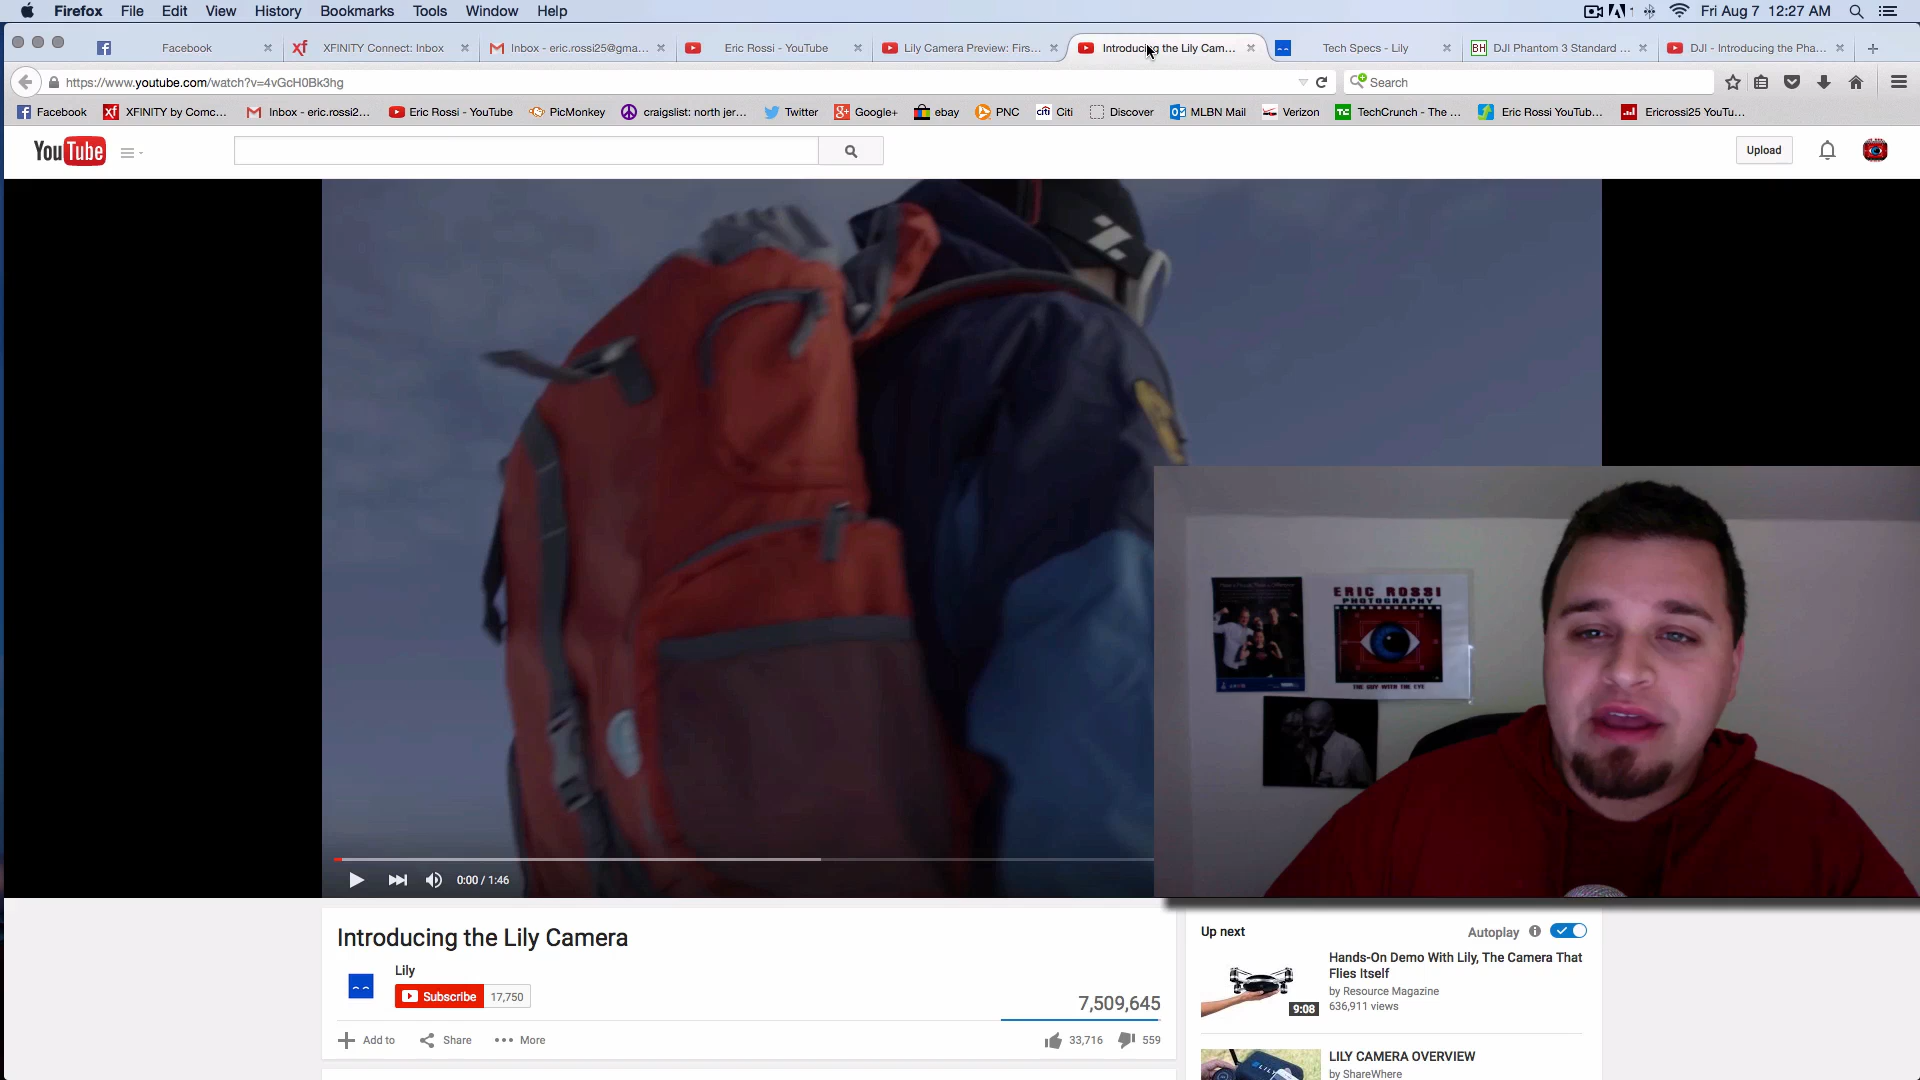 Firefox File Edit View History Bookmarks Tools Window Help
1 Fri Aug 7 12:27 AM
Facebook
XFINITY Connect: Inbox
Inbox - eric.rossi25@gma...
Eric Rossi - YouTube
Lily Camera Preview: Firs...
Introducing the Lily Cam...
Tech Specs - Lily
DJI Phantom 3 Standard ...
DJI - Introducing the Pha...
https://www.youtube.com/watch?v=4vGcH0Bk3hg
Search
Facebook
XFINITY by Comc...
Inbox - eric.rossi2...
Eric Rossi - YouTube
PicMonkey
craigslist: north jer...
Twitter
Google+
ebay
PNC
citi Citi
Discover
MLBN Mail
Verizon
TechCrunch - The ...
Eric Rossi YouTub...
Ericrossi25 YouTu...
YouTube
Upload
ERIC ROSSI
PHOTOGRAPHY
THE GUY WITH THE EYE
0:00 / 1:46
Introducing the Lily Camera
Lily
Subscribe 17,750
7,509,645
Add to Share More
33,716 559
Up next
Autoplay
Hands-On Demo With Lily, The Camera That
Flies Itself
by Resource Magazine
636,911 views
9:08
LILY CAMERA OVERVIEW
by ShareWhere